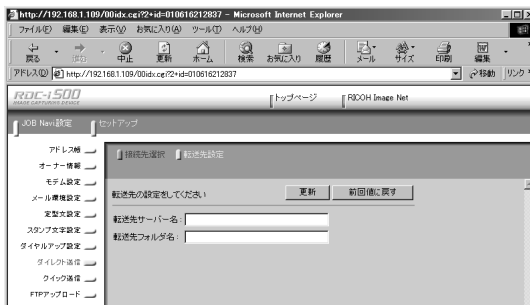 http://192.168.1.109/00idx.cgi?2+id=010616212837 - Microsoft Internet Explorer
ファイル(F) 編集(E) 表示(V) お気に入り(A) ツール(T) ヘルプ(H)
戻る 進む 中止 更新 ホーム 検索 お気に入り 履歴 メール サイズ 印刷 編集
アドレス(D) http://192.168.1.109/00idx.cgi?2+id=010616212837 移動 リンク
RDC-i500
IMAGE CAPTURING DEVICE
トップページ RICOH Image Net
JOB Navi設定 セットアップ
アドレス帳
オーナー情報
モデム設定
メール環境設定
定型文設定
スタンプ文字設定
ダイヤルアップ設定
ダイレクト送信
クイック送信
FTPアップロード
接続先選択 転送先設定
転送先の設定をしてください 更新 前回値に戻す
転送先サーバー名:
転送先フォルダ名: